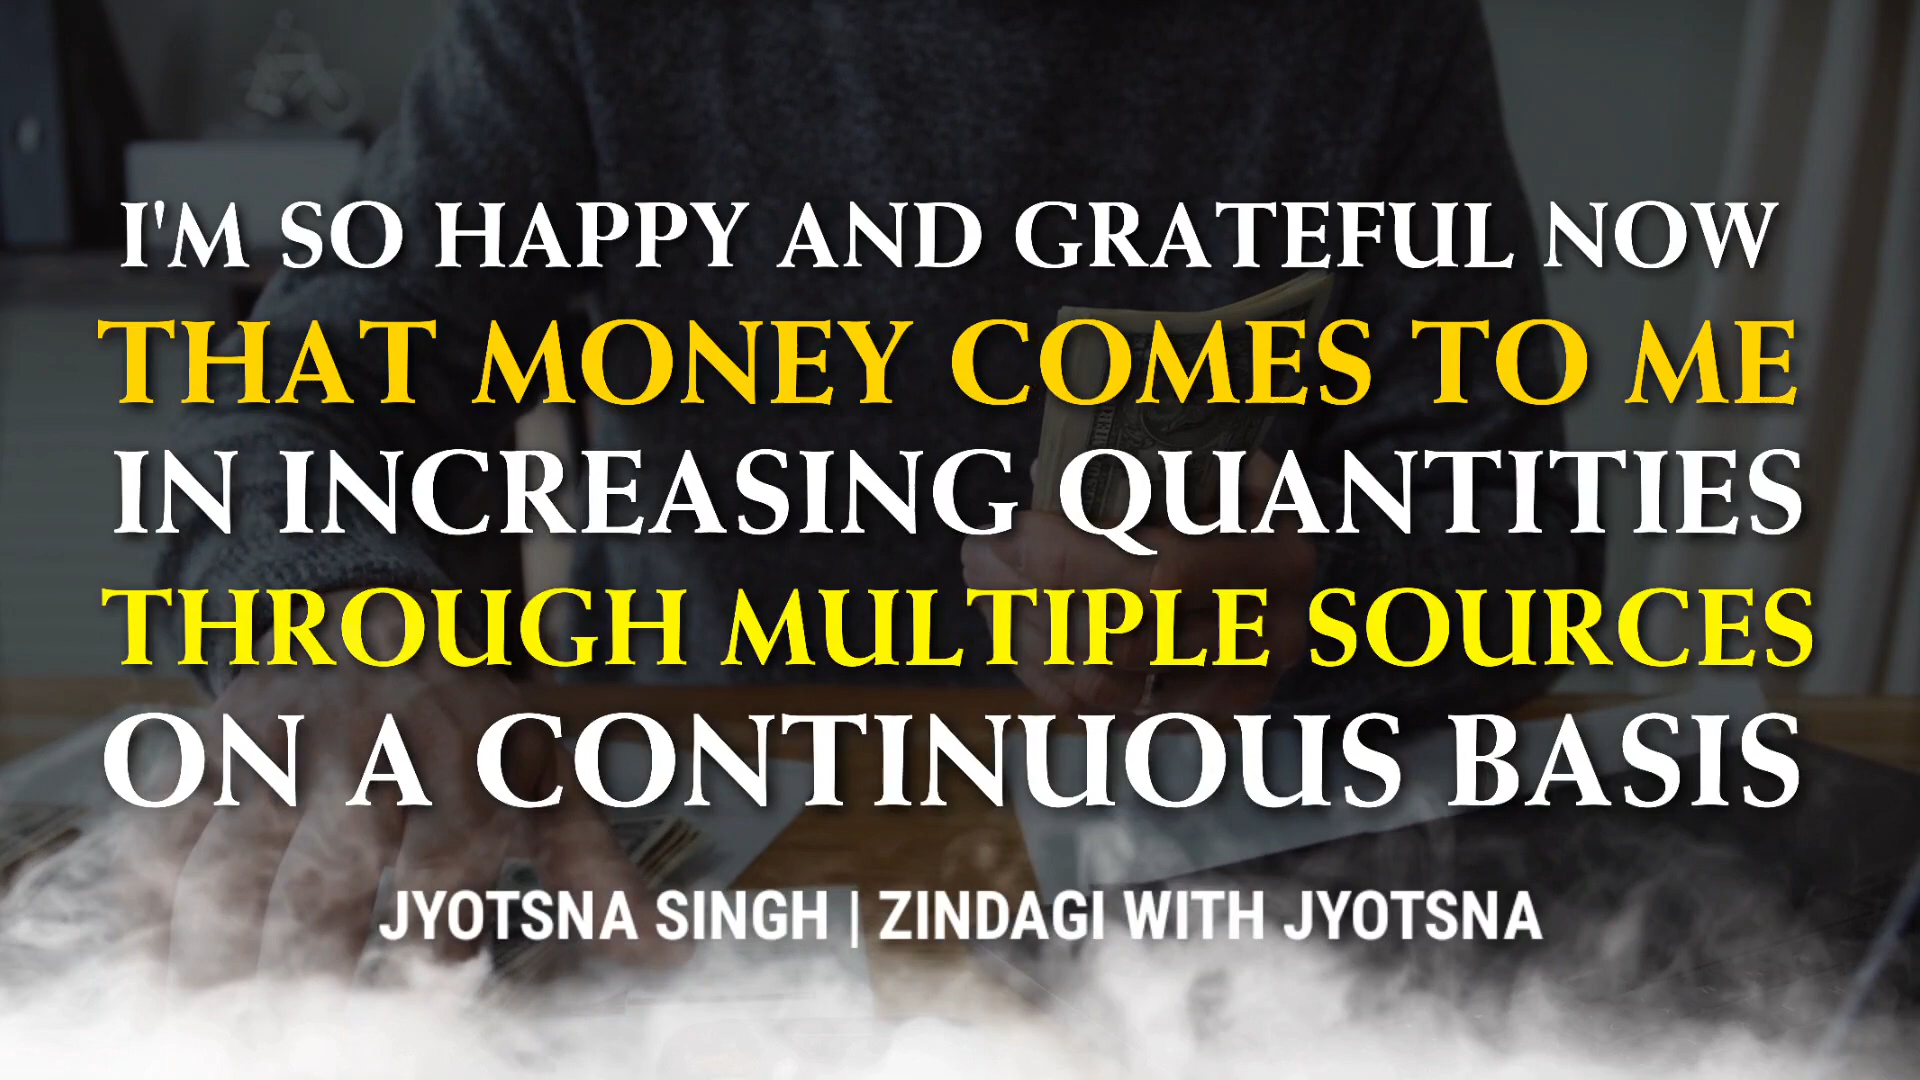 I'M SO HAPPY AND GRATEFUL NOW
THAT MONEY COMES TO ME
IN INCREASING QUANTITIES
THROUGH MULTIPLE SOURCES
ON A CONTINUOUS BASIS
JYOTSNA SINGH | ZINDAGI WITH JYOTSNA